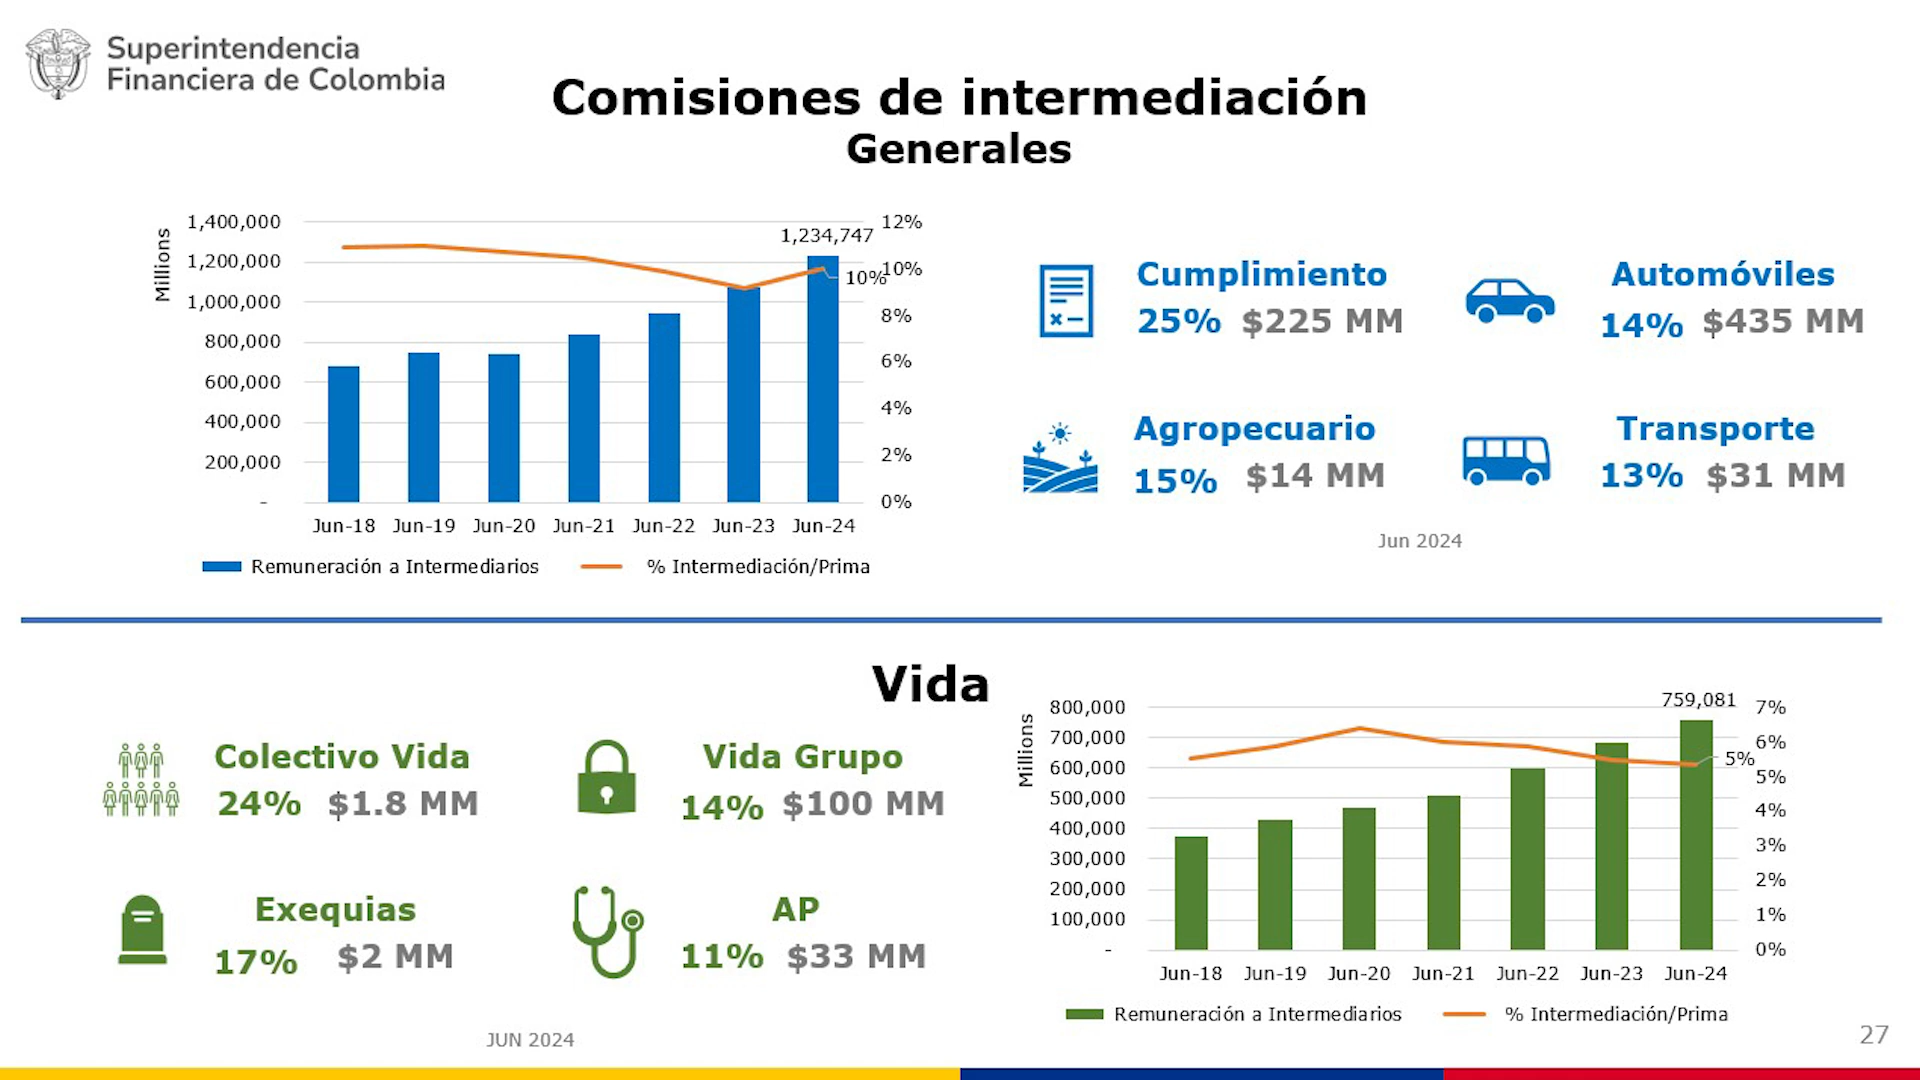 Superintendencia
Financiera de Colombia
Comisiones de intermediación
Generales
Millions
1,400,000
1,200,000
1,000,000
800,000
600,000
400,000
200,000
-
1,234,747
10%
12%
10%
8%
6%
4%
2%
0%
Jun-18 Jun-19 Jun-20 Jun-21 Jun-22 Jun-23 Jun-24
Remuneración a Intermediarios % Intermediación/Prima
Cumplimiento
25% $225 MM
Automóviles
14% $435 MM
Agropecuario
15% $14 MM
Transporte
13% $31 MM
Jun 2024
Vida
Colectivo Vida
24% $1.8 MM
Vida Grupo
14% $100 MM
Exequias
17% $2 MM
AP
11% $33 MM
JUN 2024
Millions
800,000
700,000
600,000
500,000
400,000
300,000
200,000
100,000
-
759,081
5%
7%
6%
5%
4%
3%
2%
1%
0%
Jun-18 Jun-19 Jun-20 Jun-21 Jun-22 Jun-23 Jun-24
Remuneración a Intermediarios % Intermediación/Prima
27